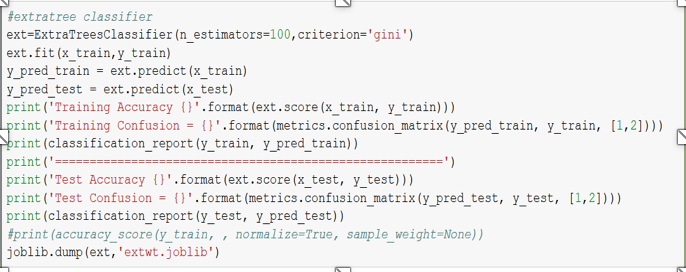 #extratree classifier
ext=ExtraTreesClassifier(n_estimators=100,criterion='gini')
ext.fit(x_train,y_train)
y_pred_train = ext.predict(x_train)
y_pred_test = ext.predict(x_test)
print('Training Accuracy {}'.format(ext.score(x_train, y_train)))
print('Training Confusion = {}'.format(metrics.confusion_matrix(y_pred_train, y_train, [1,2])))
print(classification_report(y_train, y_pred_train))
print('========================================================')
print('Test Accuracy {}'.format(ext.score(x_test, y_test)))
print('Test Confusion = {}'.format(metrics.confusion_matrix(y_pred_test, y_test, [1,2])))
print(classification_report(y_test, y_pred_test))
#print(accuracy_score(y_train, , normalize=True, sample_weight=None))
joblib.dump(ext,'extwt.joblib')